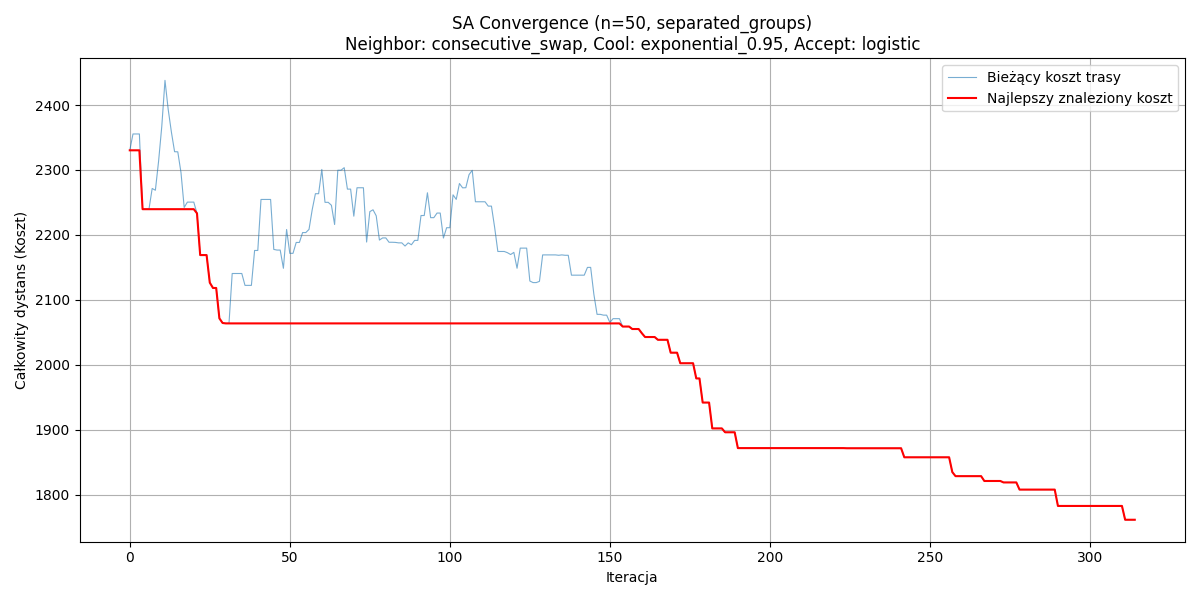 SA Convergence (n=50, separated_groups)
Neighbor: consecutive_swap, Cool: exponential_0.95, Accept: logistic
Bieżący koszt trasy
Najlepszy znaleziony koszt
Całkowity dystans (Koszt)
2400
2300
2200
2100
2000
1900
1800
0 50 100 150 200 250 300
Iteracja